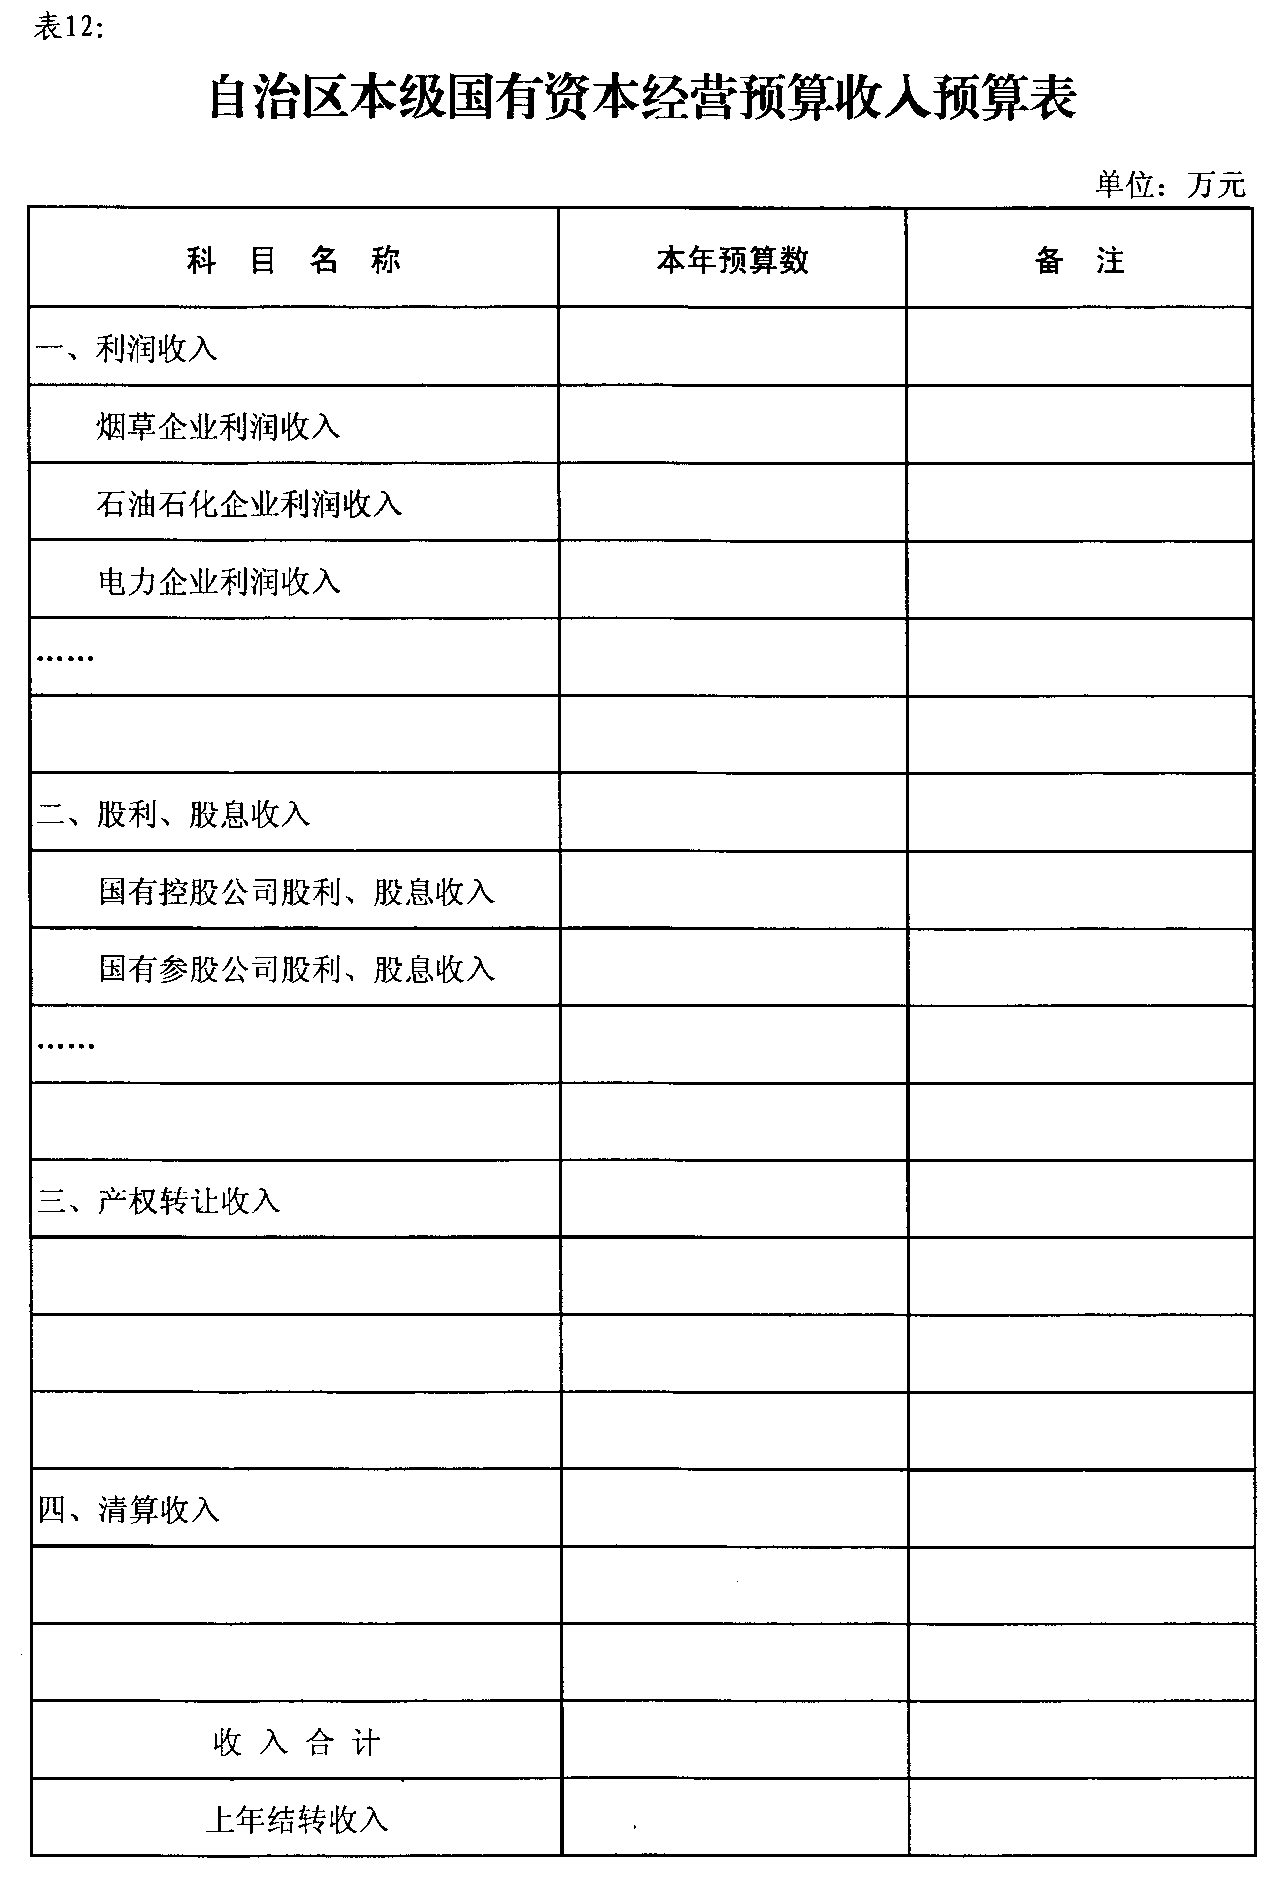 表12：
自治区本级国有资本经营预算收入预算表
单位：万元
科 目 名 称 本年预算数 备 注
一、利润收入
烟草企业利润收入
石油石化企业利润收入
电力企业利润收入
……
二、股利、股息收入
国有控股公司股利、股息收入
国有参股公司股利、股息收入
……
三、产权转让收入
四、清算收入
收 入 合 计
上年结转收入